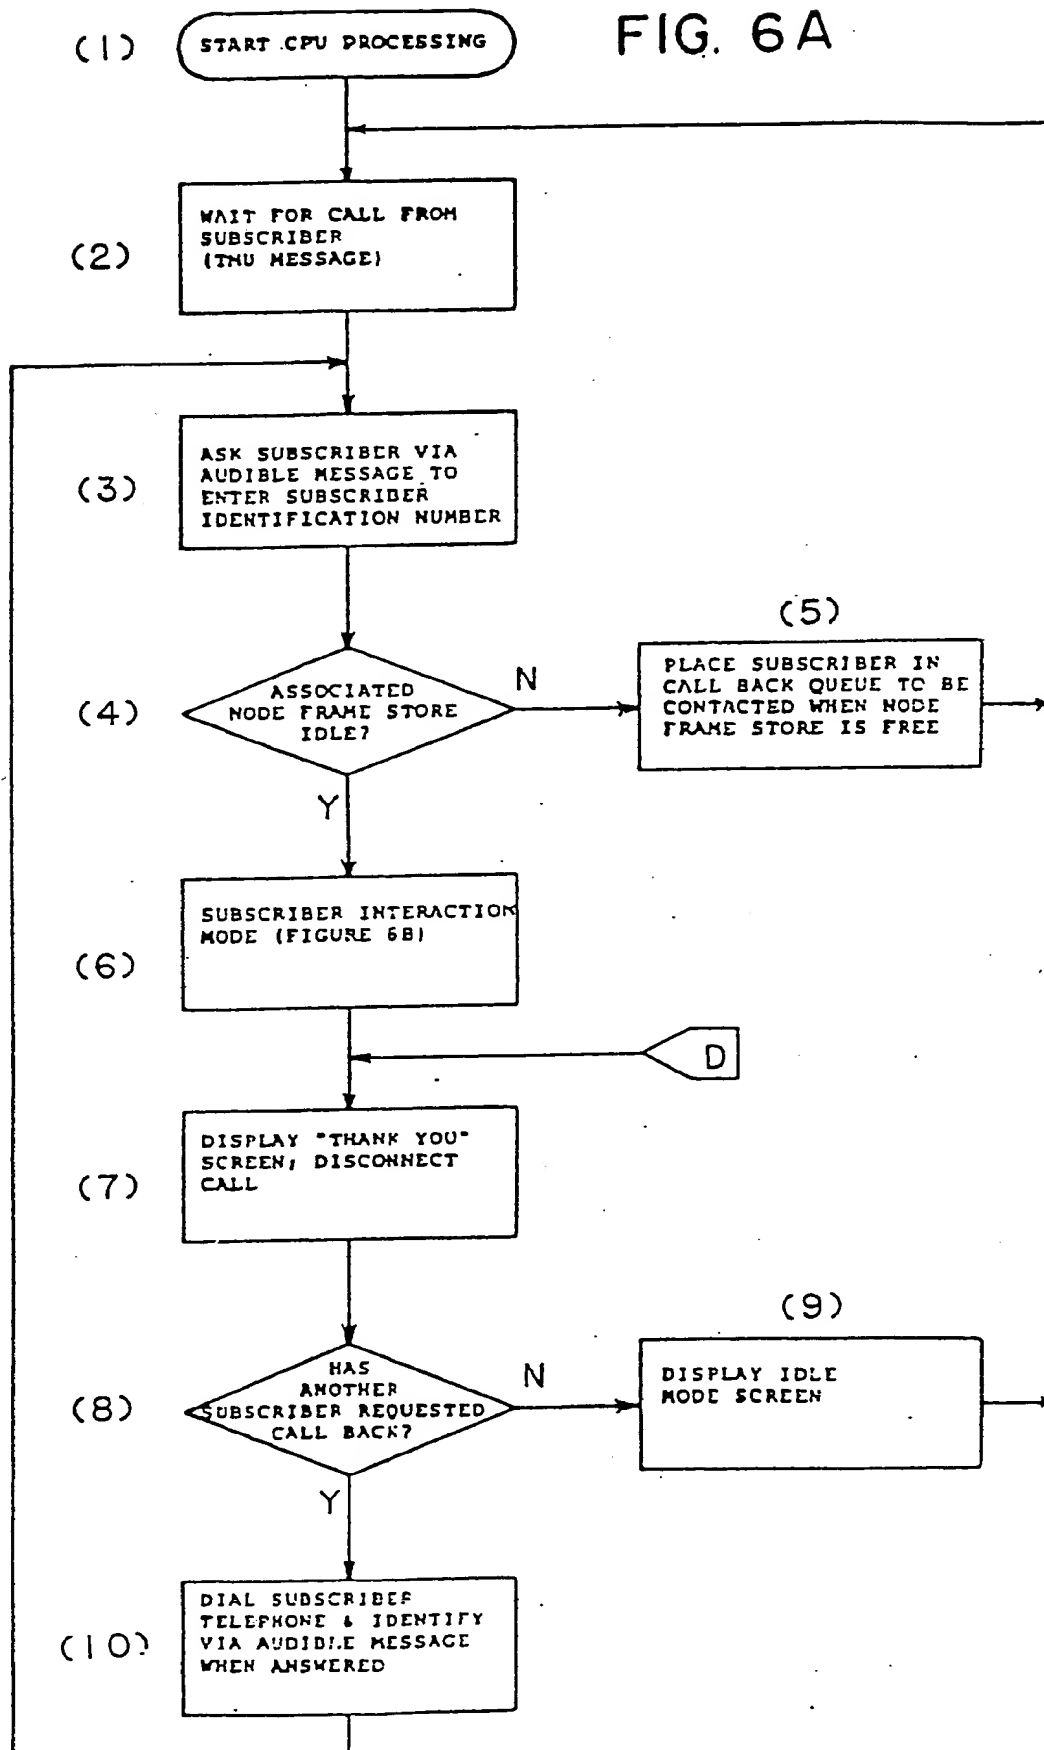 FIG. 6A
(1)
START CPU PROCESSING
(2)
WAIT FOR CALL FROM
SUBSCRIBER
(TMU MESSAGE)
(3)
ASK SUBSCRIBER VIA
AUDIBLE MESSAGE TO
ENTER SUBSCRIBER
IDENTIFICATION NUMBER
(4)
ASSOCIATED
NODE FRAME STORE
IDLE?
N
Y
(5)
PLACE SUBSCRIBER IN
CALL BACK QUEUE TO BE
CONTACTED WHEN NODE
FRAME STORE IS FREE
(6)
SUBSCRIBER INTERACTION
MODE (FIGURE 6B)
D
(7)
DISPLAY "THANK YOU"
SCREEN; DISCONNECT
CALL
(8)
HAS
ANOTHER
SUBSCRIBER REQUESTED
CALL BACK?
N
Y
(9)
DISPLAY IDLE
MODE SCREEN
(10)
DIAL SUBSCRIBER
TELEPHONE & IDENTIFY
VIA AUDIBLE MESSAGE
WHEN ANSWERED